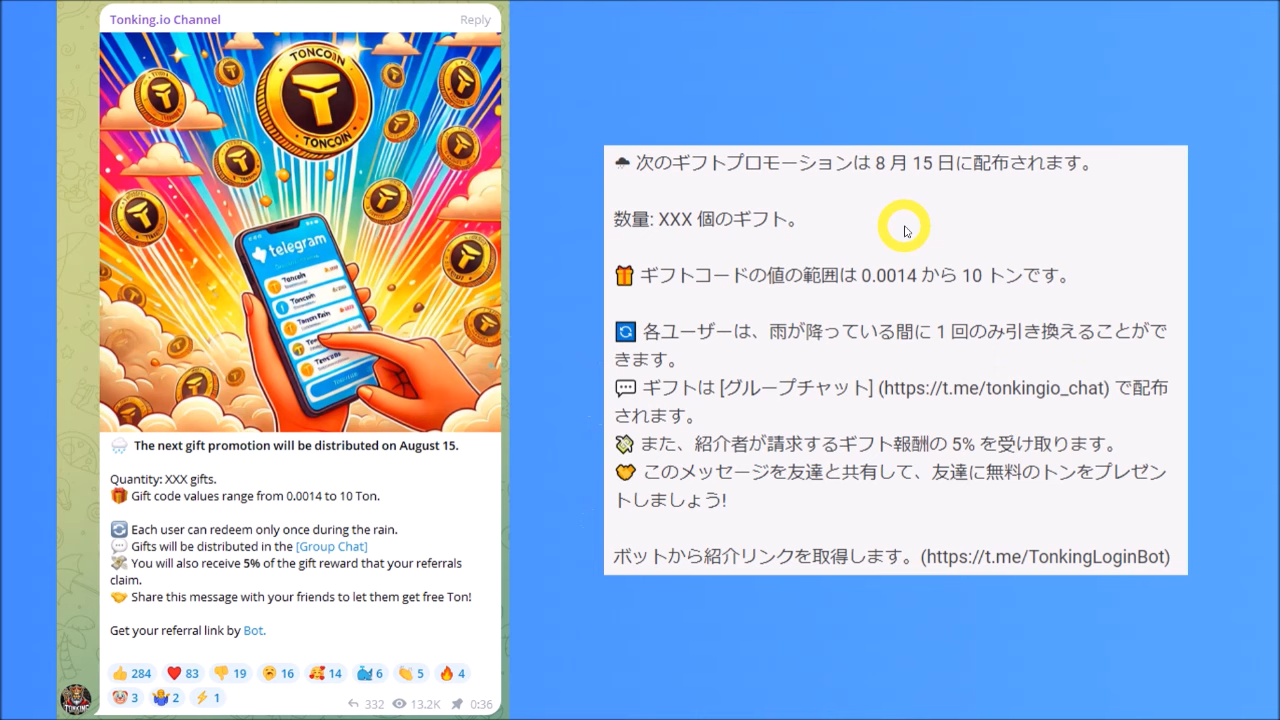 Tonking.io Channel
Reply
TONCOIN
TONCOIN
telegram
Toncoin
Toncoin
🌧 The next gift promotion will be distributed on August 15.
Quantity: XXX gifts.
🎁 Gift code values range from 0.0014 to 10 Ton.
🔄 Each user can redeem only once during the rain.
💬 Gifts will be distributed in the [Group Chat]
💸 You will also receive 5% of the gift reward that your referrals
claim.
🤝 Share this message with your friends to let them get free Ton!
Get your referral link by Bot.
👍 284 ❤️ 83 👎 19 😢 16 🥰 14 🐳 6 👏 5 🔥 4
🤡 3 🤷 2 ⚡ 1
332 13.2K 0:36
TONKING
🌧 次のギフトプロモーションは 8 月 15 日に配布されます。
数量: XXX 個のギフト。
🎁 ギフトコードの値の範囲は 0.0014 から 10 トンです。
🔄 各ユーザーは、雨が降っている間に 1 回のみ引き換えることがで
きます。
💬 ギフトは [グループチャット] (https://t.me/tonkingio_chat) で配布
されます。
💸 また、紹介者が請求するギフト報酬の 5% を受け取ります。
🤝 このメッセージを友達と共有して、友達に無料のトンをプレゼン
トしましょう!
ボットから紹介リンクを取得します。(https://t.me/TonkingLoginBot)